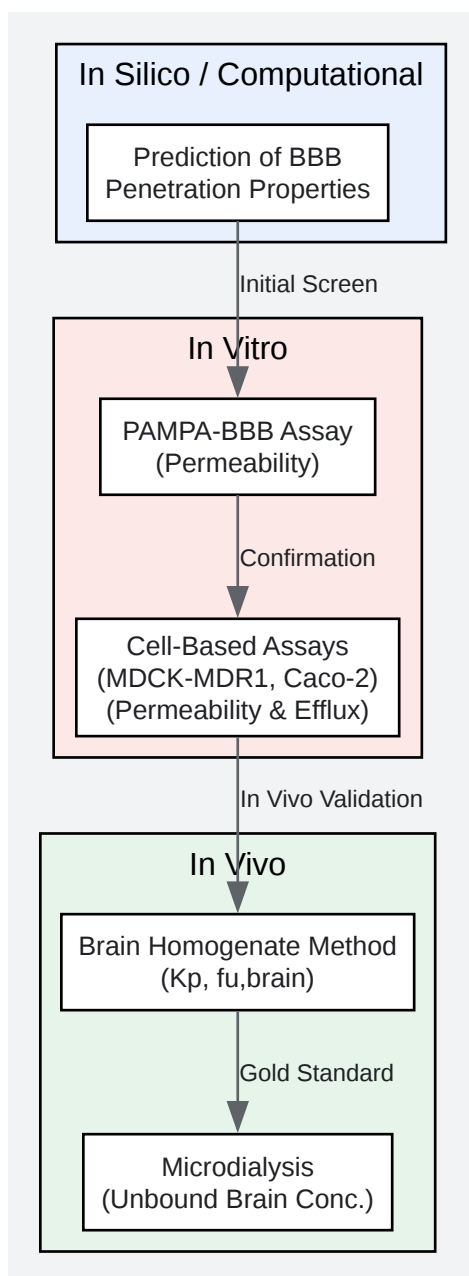 In Silico / Computational
Prediction of BBB
Penetration Properties
Initial Screen
In Vitro
PAMPA-BBB Assay
(Permeability)
Confirmation
Cell-Based Assays
(MDCK-MDR1, Caco-2)
(Permeability & Efflux)
In Vivo Validation
In Vivo
Brain Homogenate Method
(Kp, fu,brain)
Gold Standard
Microdialysis
(Unbound Brain Conc.)